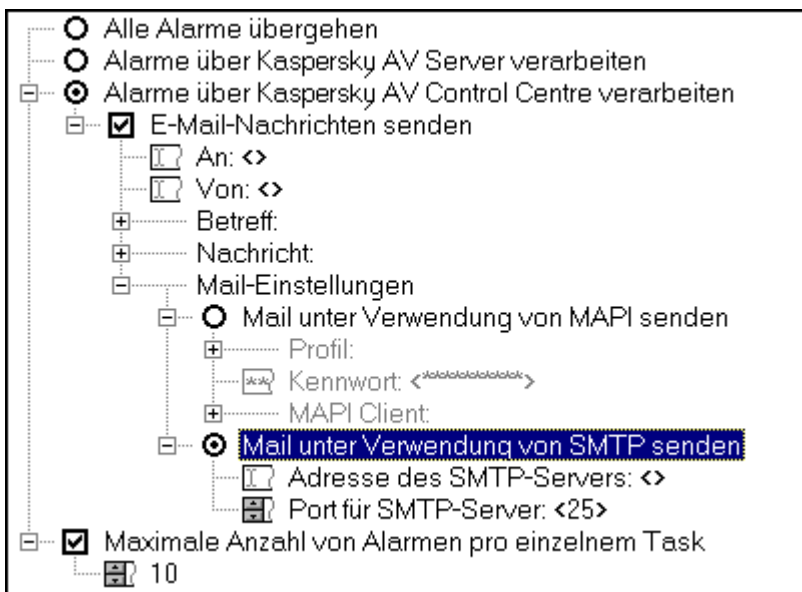 Alle Alarme übergehen
Alarme über Kaspersky AV Server verarbeiten
Alarme über Kaspersky AV Control Centre verarbeiten
E-Mail-Nachrichten senden
An: <>
Von: <>
Betreff:
Nachricht:
Mail-Einstellungen
Mail unter Verwendung von MAPI senden
Profil:
Kennwort: <***********>
MAPI Client:
Mail unter Verwendung von SMTP senden
Adresse des SMTP-Servers: <>
Port für SMTP-Server: <25>
Maximale Anzahl von Alarmen pro einzelnem Task
10